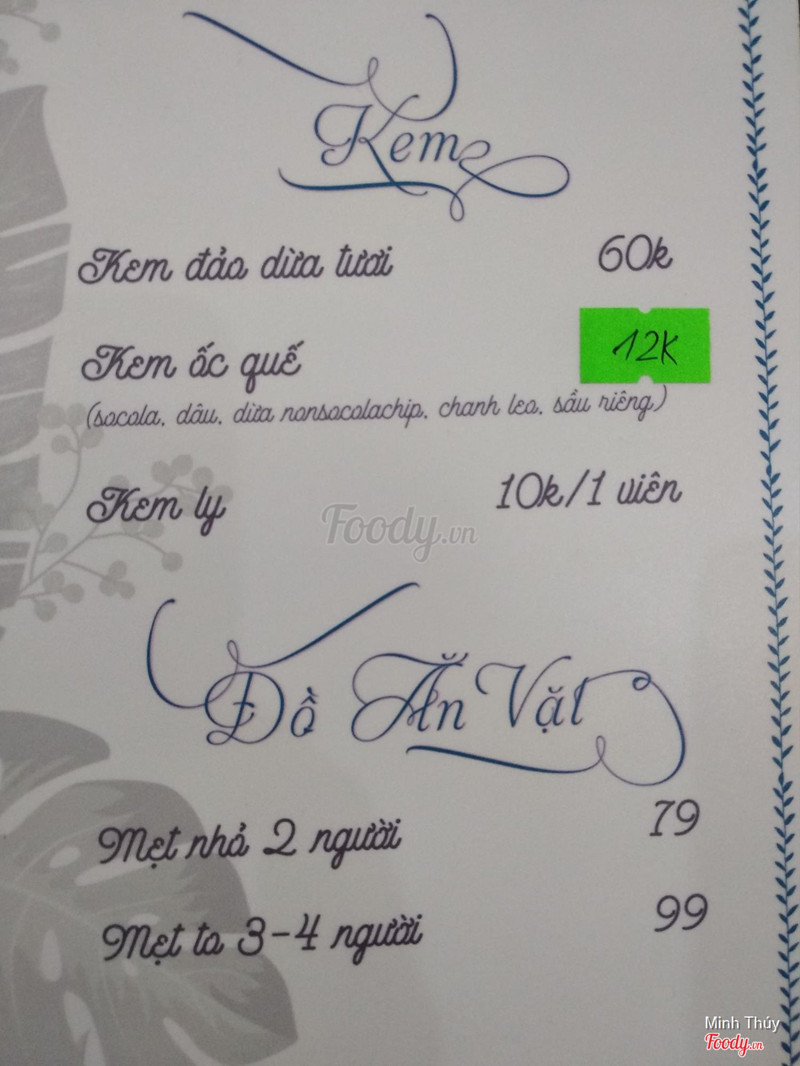 Kem
Kem đảo dừa tươi 60k
Kem ốc quế 12K
(socola, dâu, dừa nonsocolachip, chanh leo, sầu riêng)
Kem ly 10k/1 viên
Foody.vn
Đồ Ăn Vặt
Mẹt nhỏ 2 người 79
Mẹt to 3-4 người 99
Minh Thúy
Foody.vn